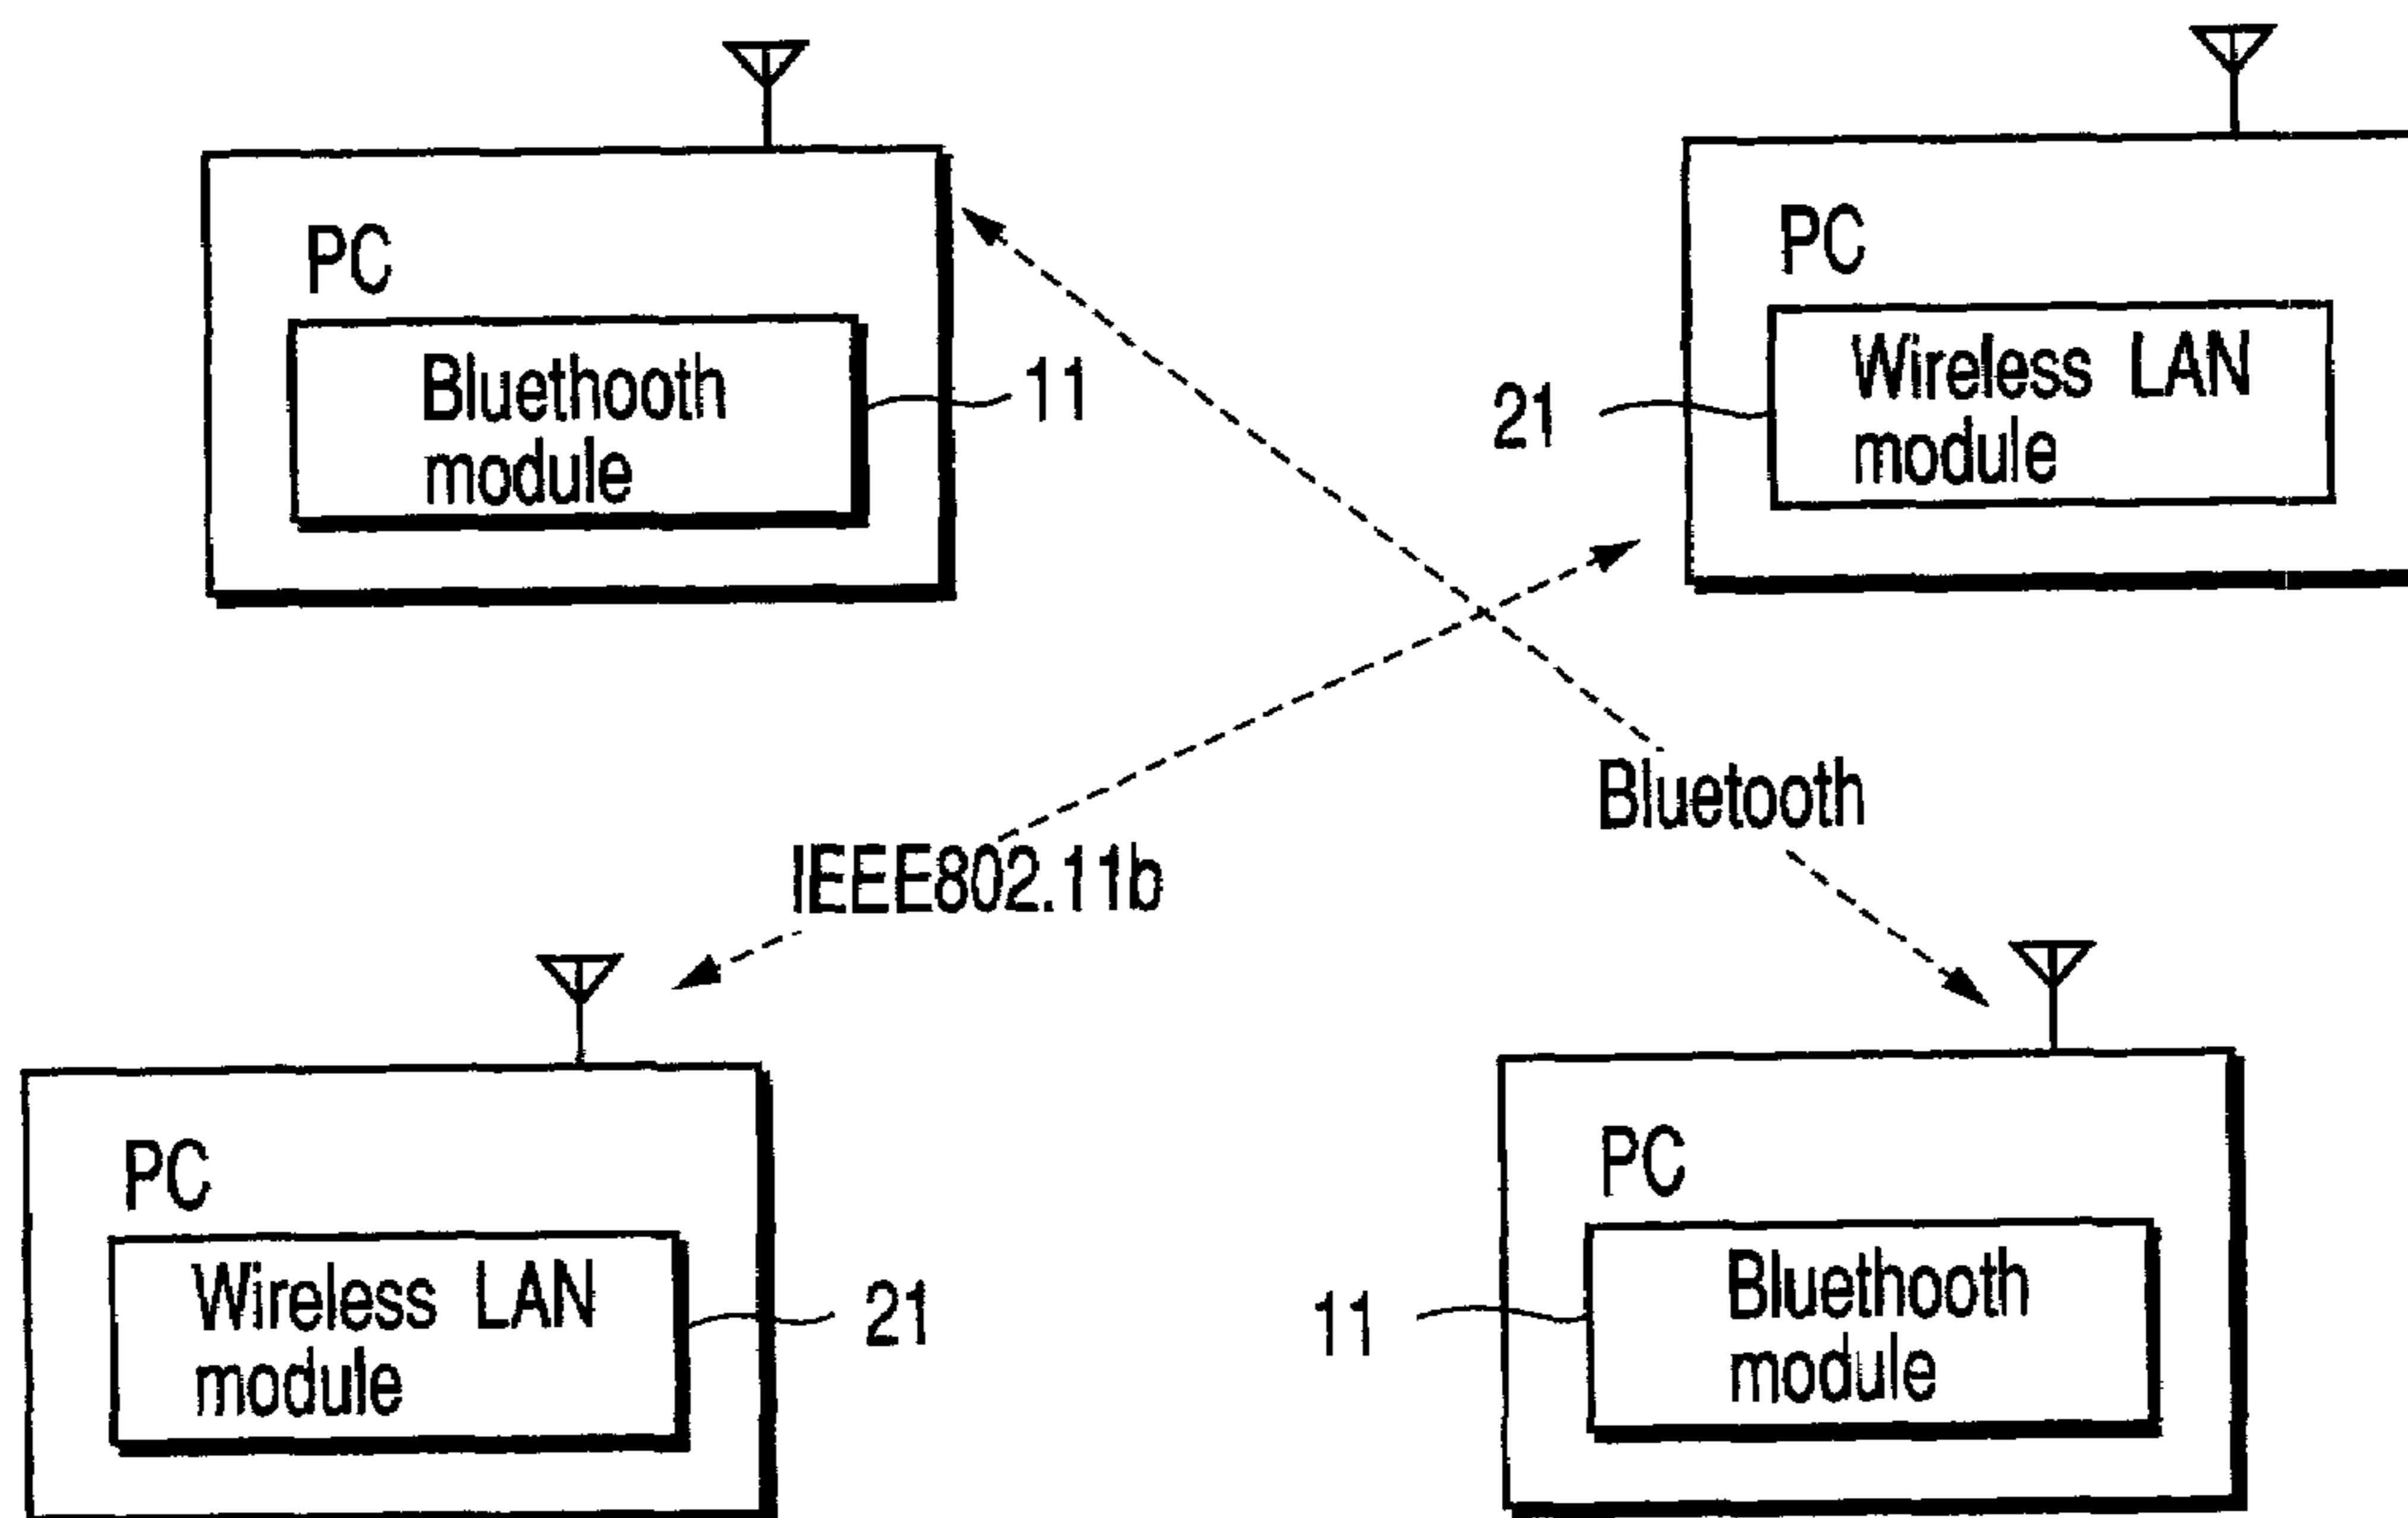 PC
Bluethooth
module
11
PC
Wireless LAN
module
21
Bluetooth
IEEE802.11b
PC
Wireless LAN
module
21
PC
Bluethooth
module
11